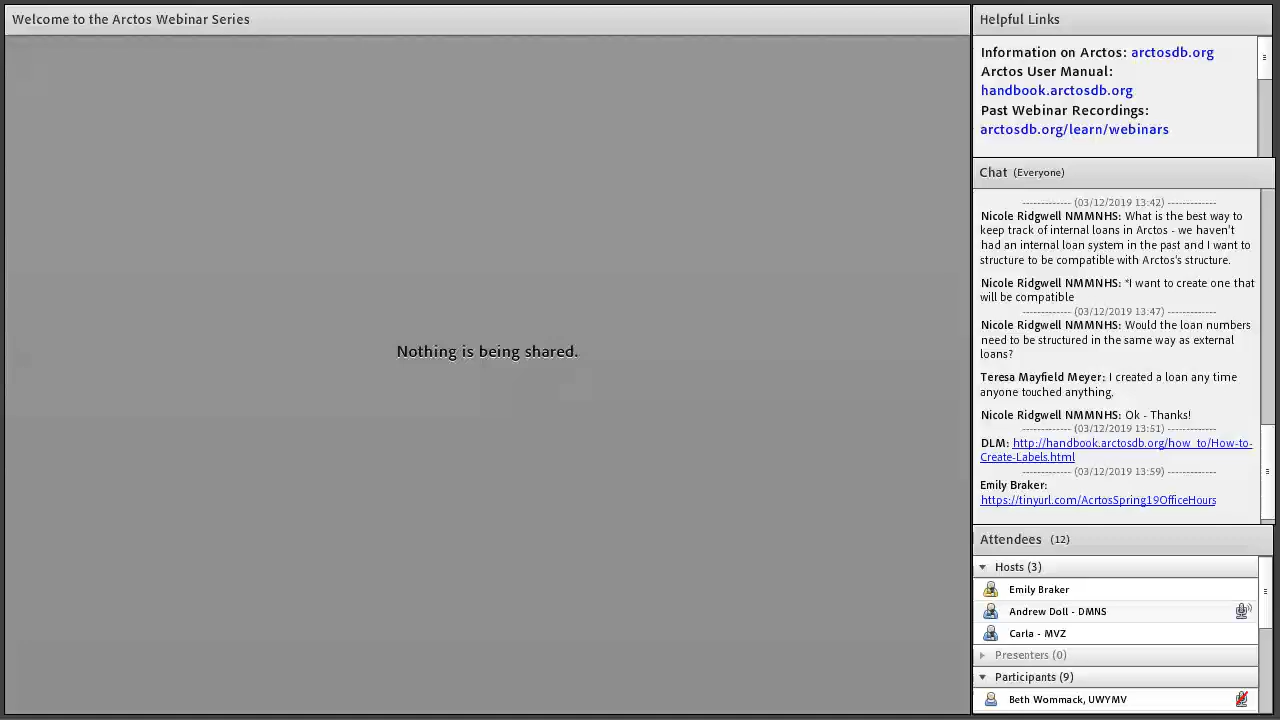 Welcome to the Arctos Webinar Series
Nothing is being shared.
Helpful Links
Information on Arctos: arctosdb.org
Arctos User Manual:
handbook.arctosdb.org
Past Webinar Recordings:
arctosdb.org/learn/webinars
Chat (Everyone)
------------- (03/12/2019 13:42) -------------
Nicole Ridgwell NMMNHS: What is the best way to
keep track of internal loans in Arctos - we haven't
had an internal loan system in the past and I want to
structure to be compatible with Arctos's structure.
Nicole Ridgwell NMMNHS: *I want to create one that
will be compatible
------------- (03/12/2019 13:47) -------------
Nicole Ridgwell NMMNHS: Would the loan numbers
need to be structured in the same way as external
loans?
Teresa Mayfield Meyer: I created a loan any time
anyone touched anything.
Nicole Ridgwell NMMNHS: Ok - Thanks!
------------- (03/12/2019 13:51) -------------
DLM: http://handbook.arctosdb.org/how_to/How-to-
Create-Labels.html
------------- (03/12/2019 13:59) -------------
Emily Braker:
https://tinyurl.com/AcrtosSpring19OfficeHours
Attendees (12)
Hosts (3)
Emily Braker
Andrew Doll - DMNS
Carla - MVZ
Presenters (0)
Participants (9)
Beth Wommack, UWYMV